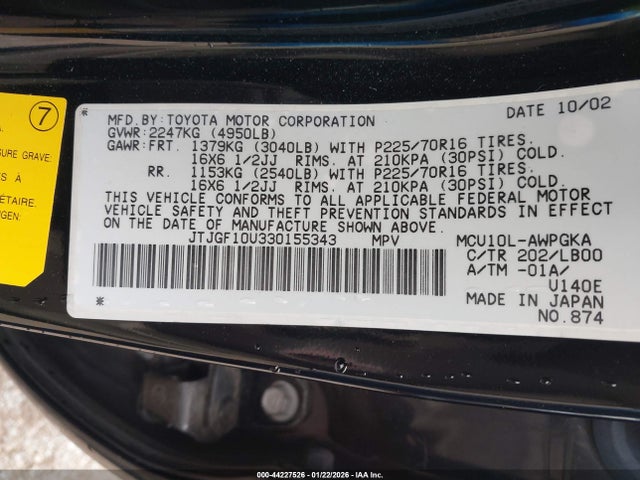 7
A.
SURE GRAVE:
ÉTAIRE.
NGEN:
MFD.BY:TOYOTA MOTOR CORPORATION DATE 10/02
GVWR:2247KG (4950LB)
GAWR:FRT. 1379KG (3040LB) WITH P225/70R16 TIRES.
16X6 1/2JJ RIMS. AT 210KPA (30PSI) COLD.
RR. 1153KG (2540LB) WITH P225/70R16 TIRES.
16X6 1/2JJ RIMS. AT 210KPA (30PSI) COLD.
THIS VEHICLE CONFORMS TO ALL APPLICABLE FEDERAL MOTOR
VEHICLE SAFETY AND THEFT PREVENTION STANDARDS IN EFFECT
ON THE DATE OF MANUFACTURE SHOWN ABOVE.
JTJGF10U330155343 MPV MCU10L-AWPGKA
C/TR 202/LB00
A/TM -01A/
U140E
MADE IN JAPAN
NO.874
000-44227526 - 01/22/2026 - IAA Inc.